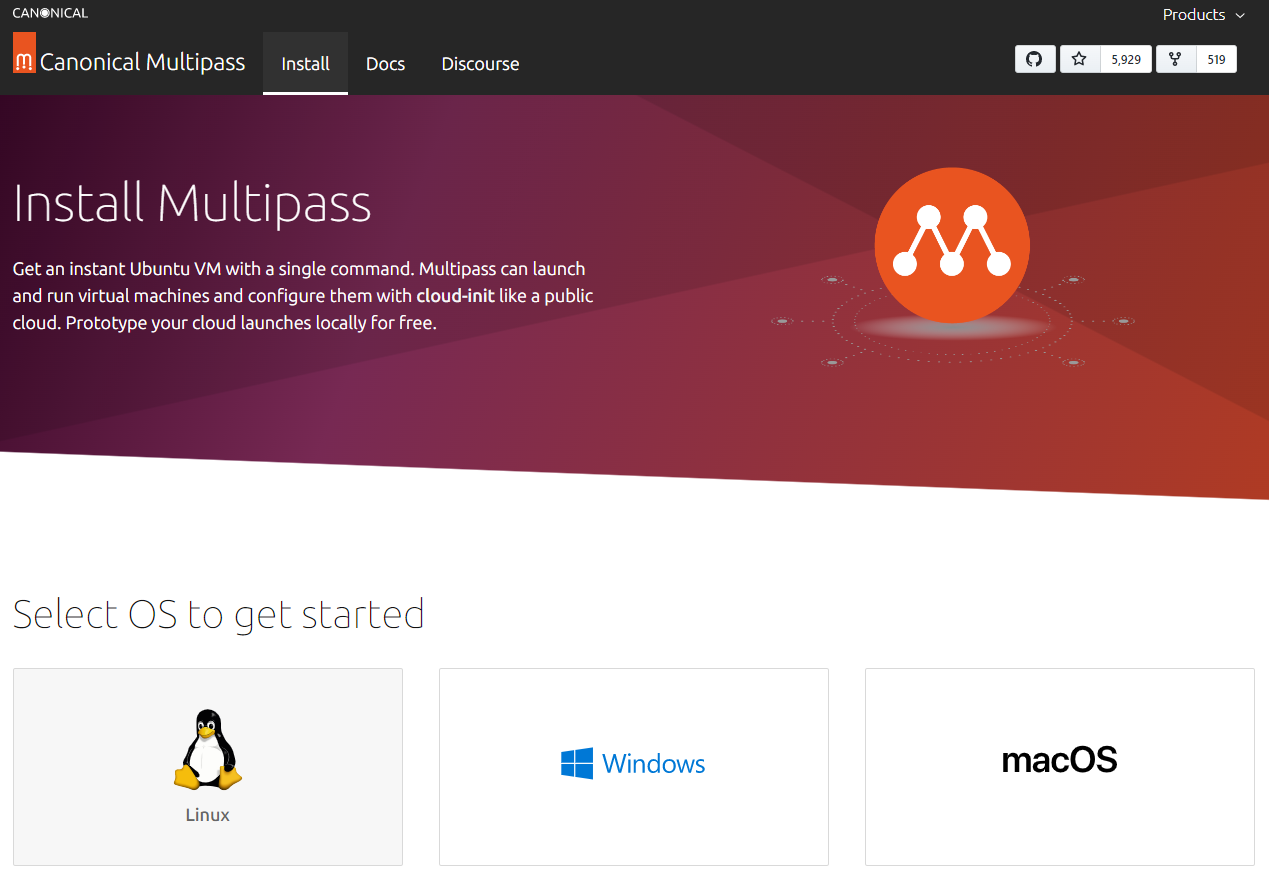 CANONICAL
Products
Canonical Multipass
Install
Docs
Discourse
5,929
519
Install Multipass
Get an instant Ubuntu VM with a single command. Multipass can launch
and run virtual machines and configure them with cloud-init like a public
cloud. Prototype your cloud launches locally for free.
Select OS to get started
Linux
Windows
macOS